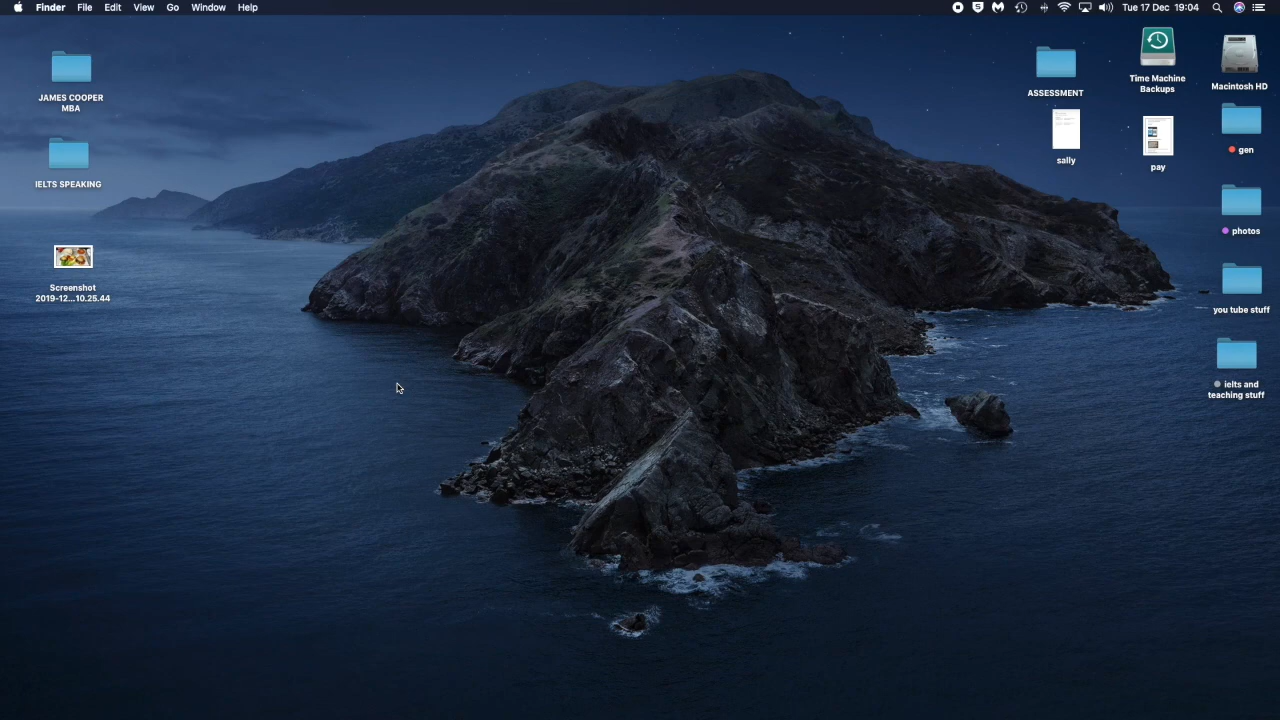 Finder File Edit View Go Window Help
Tue 17 Dec 19:04
JAMES COOPER
MBA
IELTS SPEAKING
Screenshot
2019-12...10.25.44
ASSESSMENT
Time Machine
Backups
Macintosh HD
sally
pay
gen
photos
you tube stuff
ielts and
teaching stuff